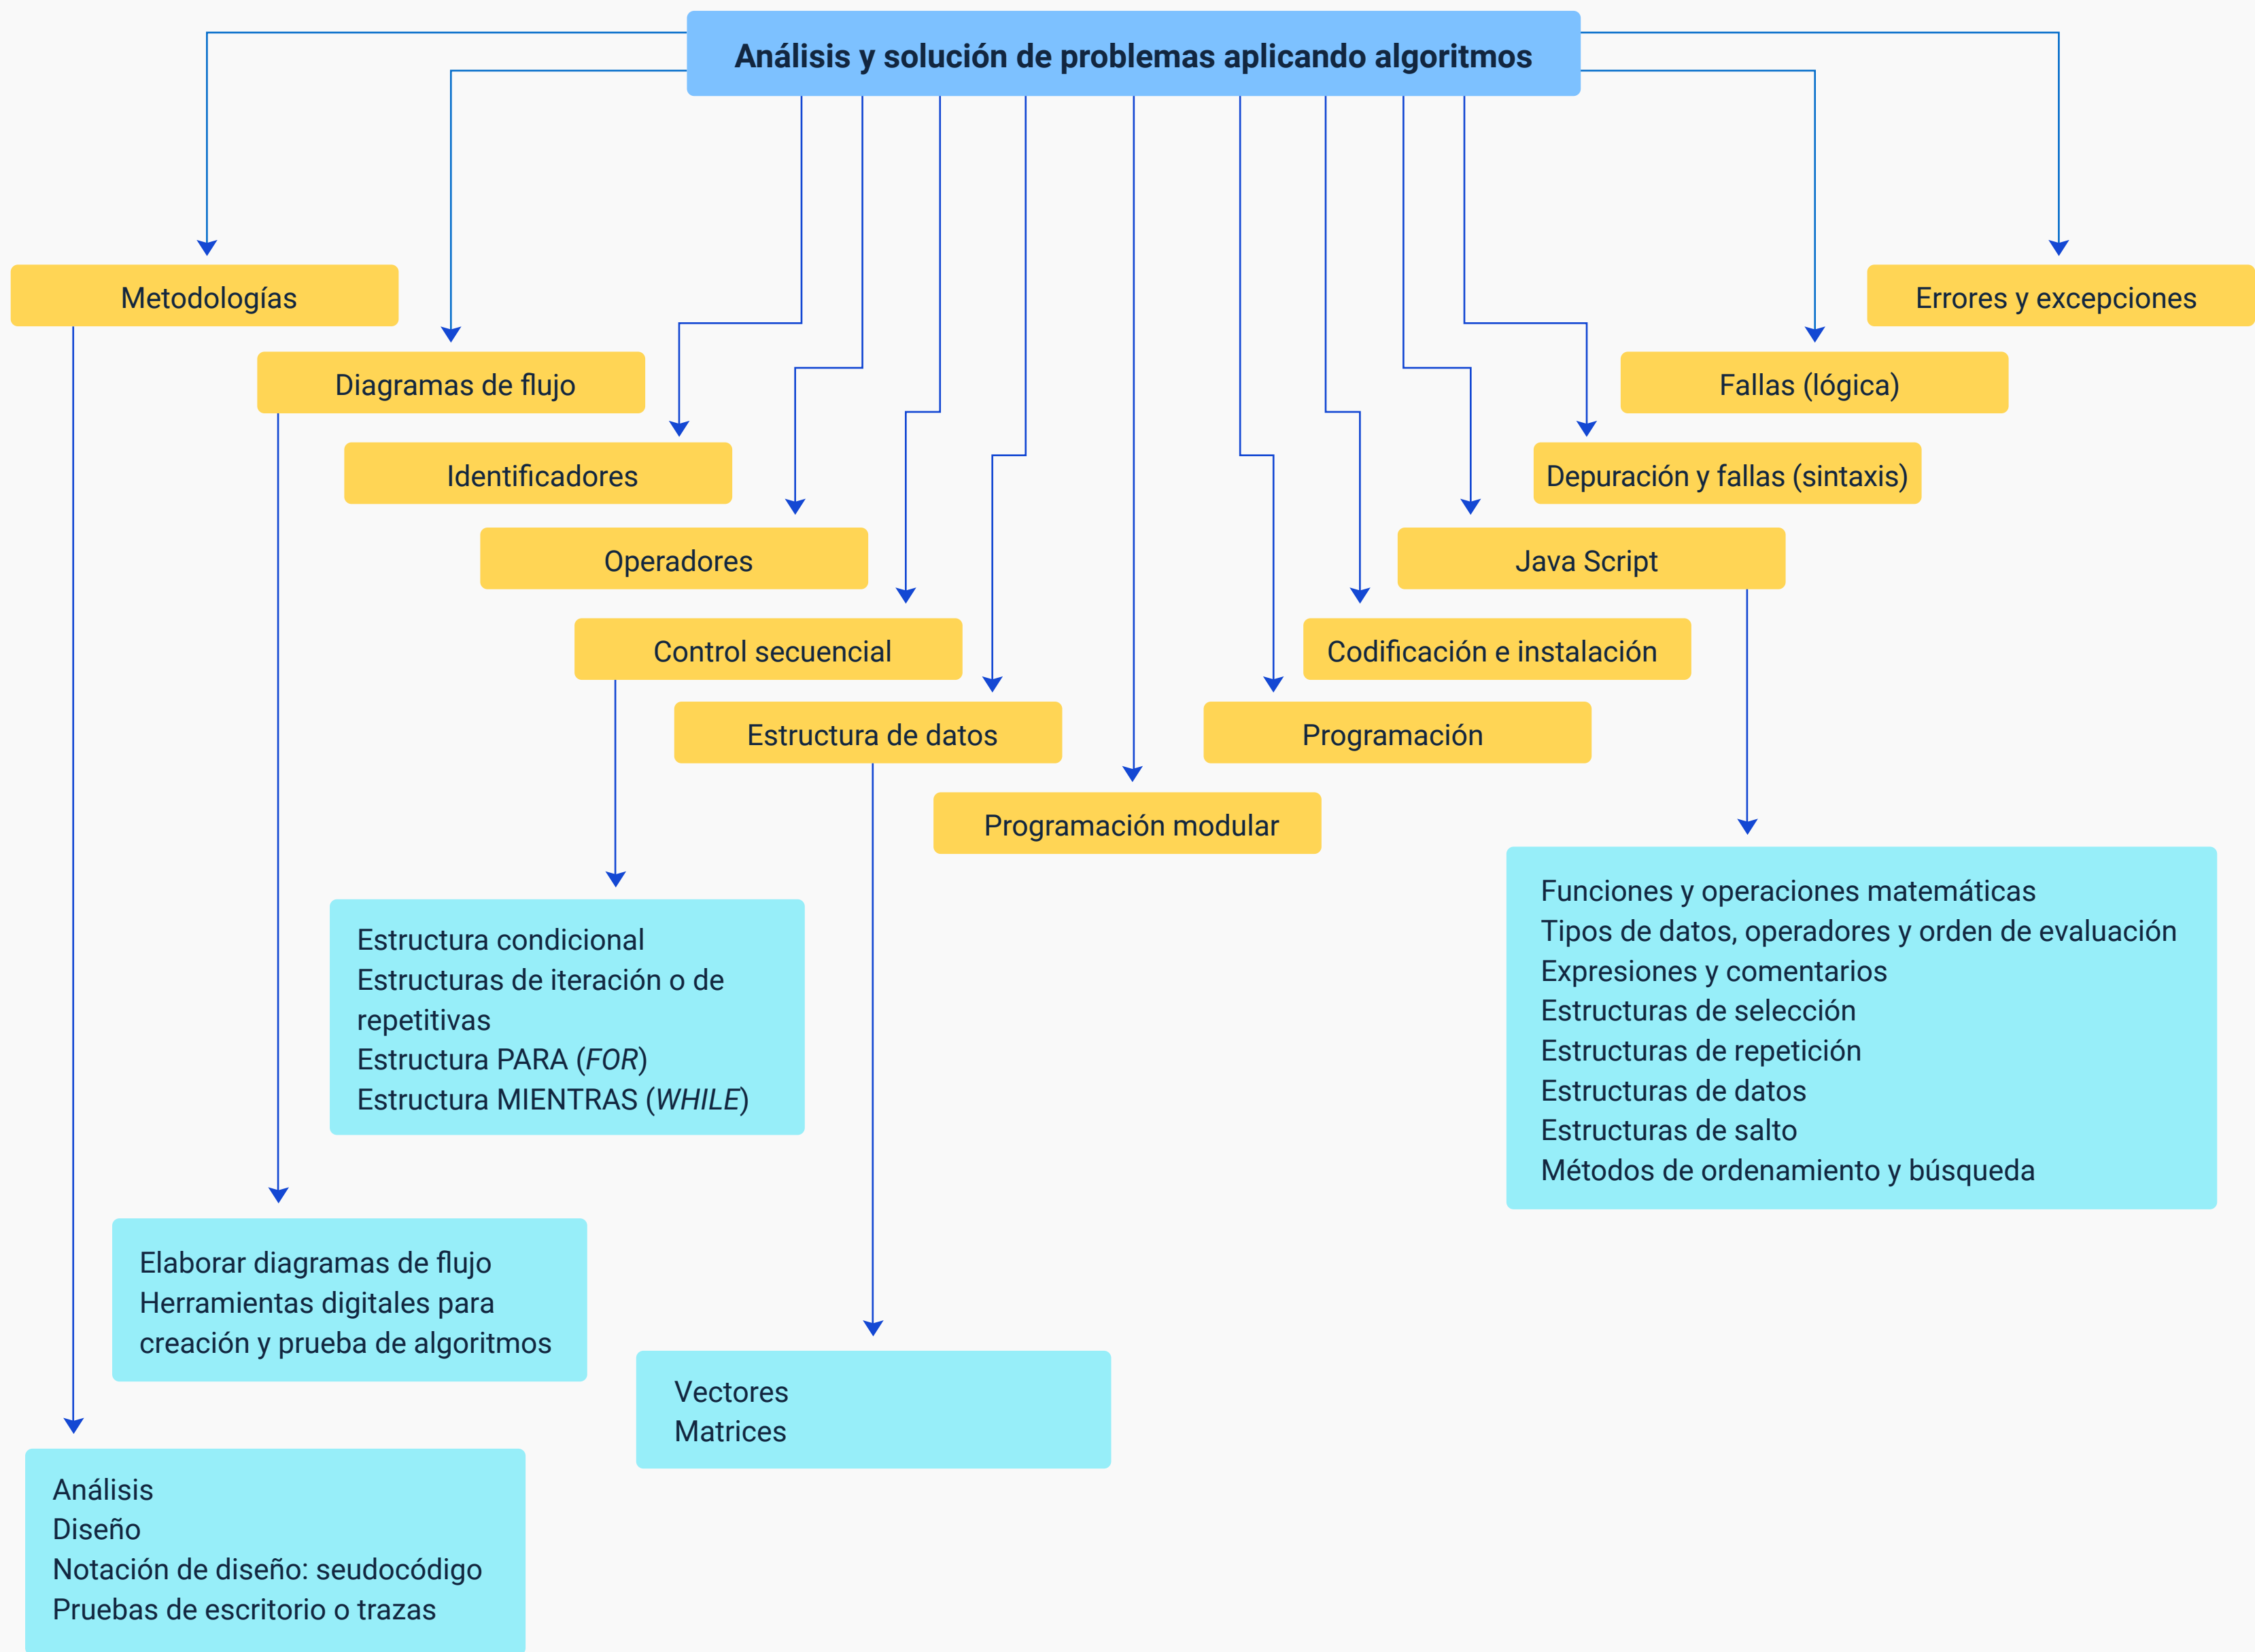 Análisis y solución de problemas aplicando algoritmos
Metodologías
Errores y excepciones
Diagramas de flujo
Fallas (lógica)
Identificadores
Depuración y fallas (sintaxis)
Operadores
Java Script
Control secuencial
Codificación e instalación
Estructura de datos
Programación
Programación modular
Funciones y operaciones matemáticas
Tipos de datos, operadores y orden de evaluación
Expresiones y comentarios
Estructuras de selección
Estructuras de repetición
Estructuras de datos
Estructuras de salto
Métodos de ordenamiento y búsqueda
Estructura condicional
Estructuras de iteración o de
repetitivas
Estructura PARA (FOR)
Estructura MIENTRAS (WHILE)
Elaborar diagramas de flujo
Herramientas digitales para
creación y prueba de algoritmos
Vectores
Matrices
Análisis
Diseño
Notación de diseño: seudocódigo
Pruebas de escritorio o trazas